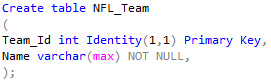 Create table NFL_Team
(
Team_Id int Identity(1,1) Primary Key,
Name varchar(max) NOT NULL,
);